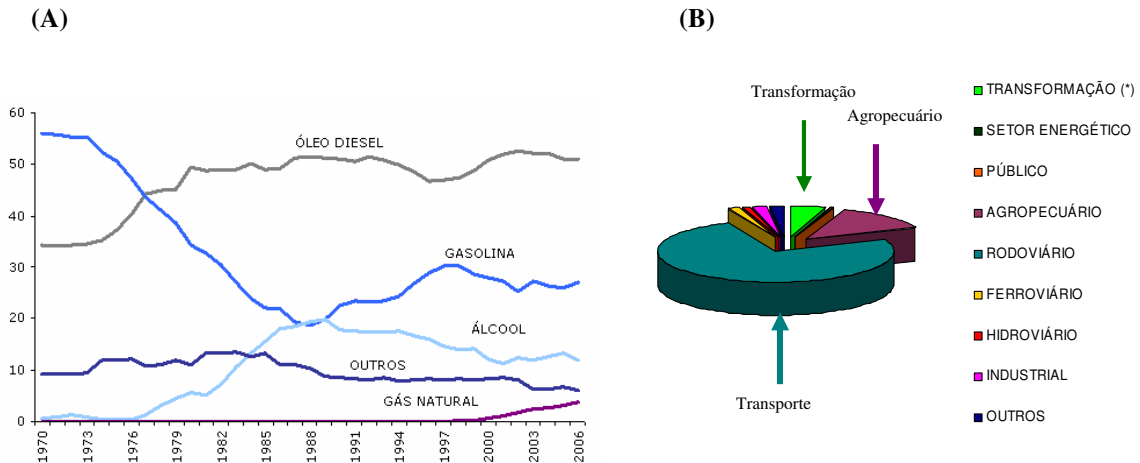 (A)
(B)
60
50
40
30
20
10
0
ÓLEO DIESEL
GASOLINA
ÁLCOOL
OUTROS
GÁS NATURAL
1970
1973
1976
1979
1982
1985
1988
1991
1994
1997
2000
2003
2006
Transformação
Agropecuário
Transporte
TRANSFORMAÇÃO (*)
SETOR ENERGÉTICO
PÚBLICO
AGROPECUÁRIO
RODOVIÁRIO
FERROVIÁRIO
HIDROVIÁRIO
INDUSTRIAL
OUTROS